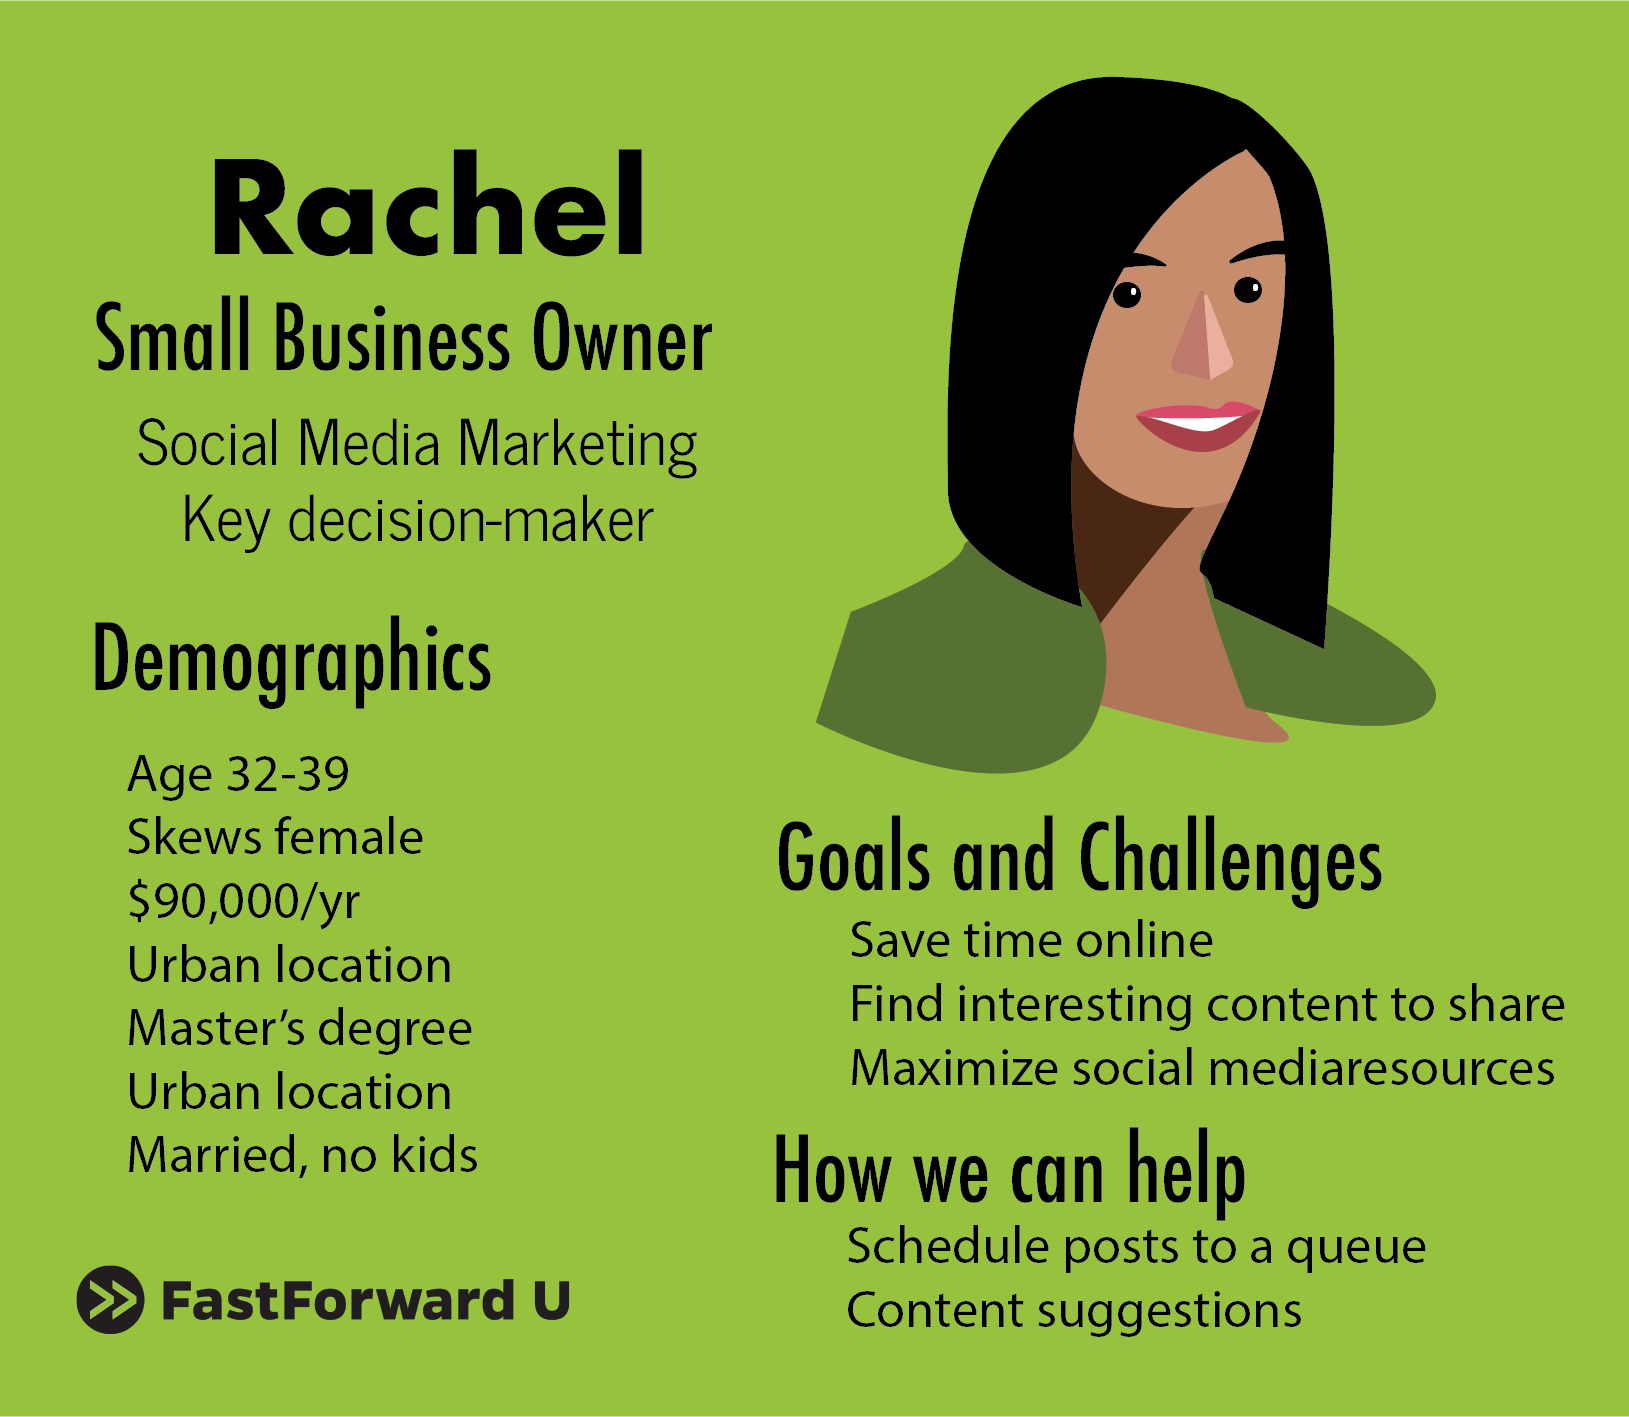 Rachel
Small Business Owner
Social Media Marketing
Key decision-maker
Demographics
Age 32-39
Skews female
$90,000/yr
Urban location
Master’s degree
Urban location
Married, no kids
FastForward U
Goals and Challenges
Save time online
Find interesting content to share
Maximize social mediaresources
How we can help
Schedule posts to a queue
Content suggestions